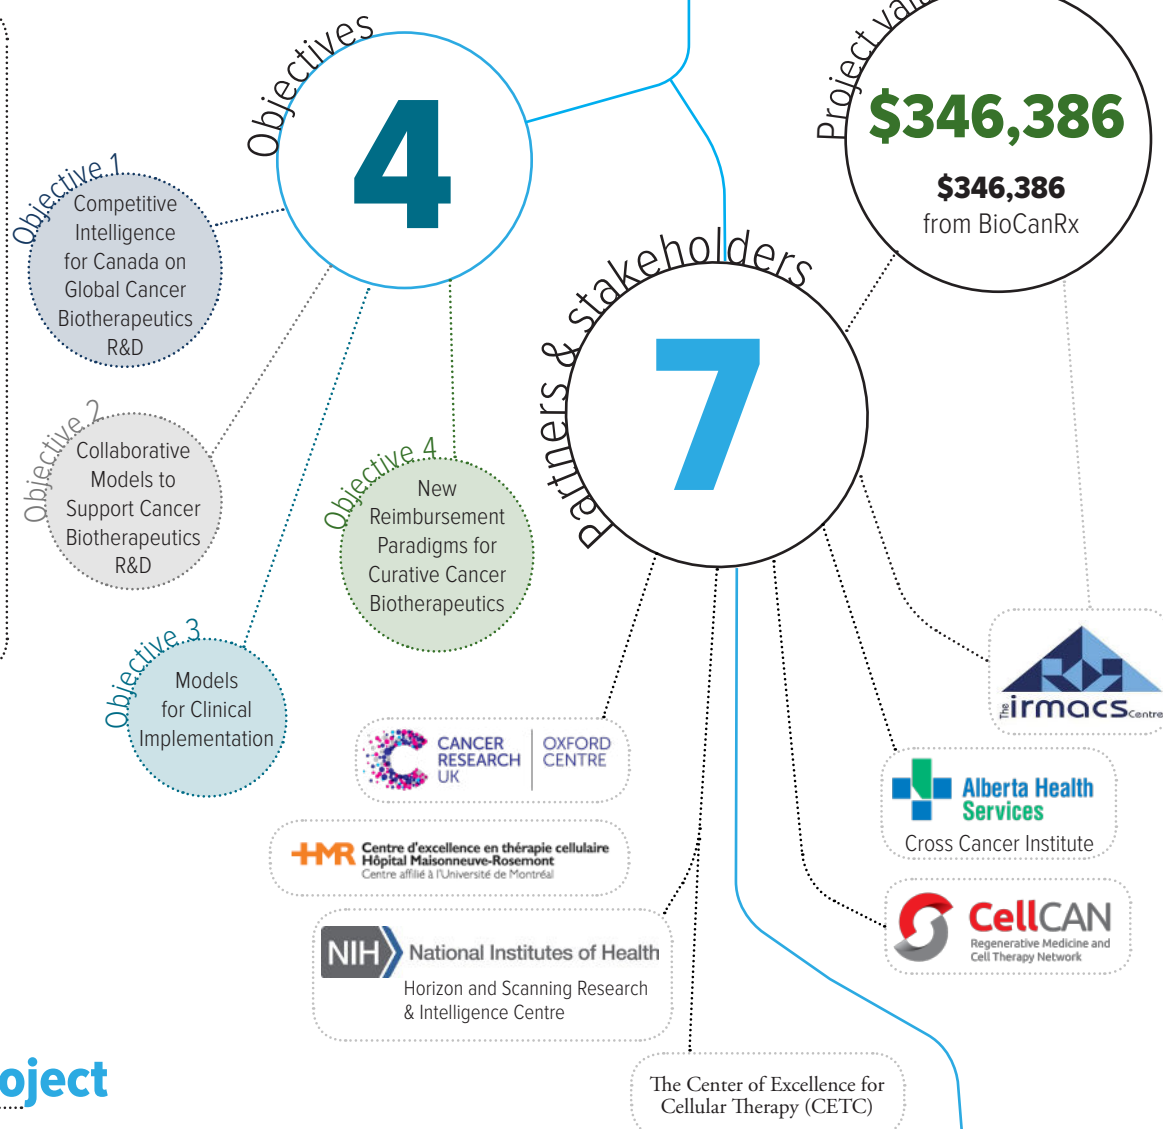 Objectives
4
Objective 1
Competitive
Intelligence
for Canada on
Global Cancer
Biotherapeutics
R&D
Objective 2
Collaborative
Models to
Support Cancer
Biotherapeutics
R&D
Objective 3
Models
for Clinical
Implementation
Objective 4
New
Reimbursement
Paradigms for
Curative Cancer
Biotherapeutics
Project
$346,386
$346,386
from BioCanRx
Partners & stakeholders
7
CANCER
RESEARCH
UK
OXFORD
CENTRE
HMR
Centre d'excellence en thérapie cellulaire
Hôpital Maisonneuve-Rosemont
Centre affilié à l'Université de Montréal
NIH
National Institutes of Health
Horizon and Scanning Research
& Intelligence Centre
The Center of Excellence for
Cellular Therapy (CETC)
The irmacs Centre
Alberta Health
Services
Cross Cancer Institute
CellCAN
Regenerative Medicine and
Cell Therapy Network
oject